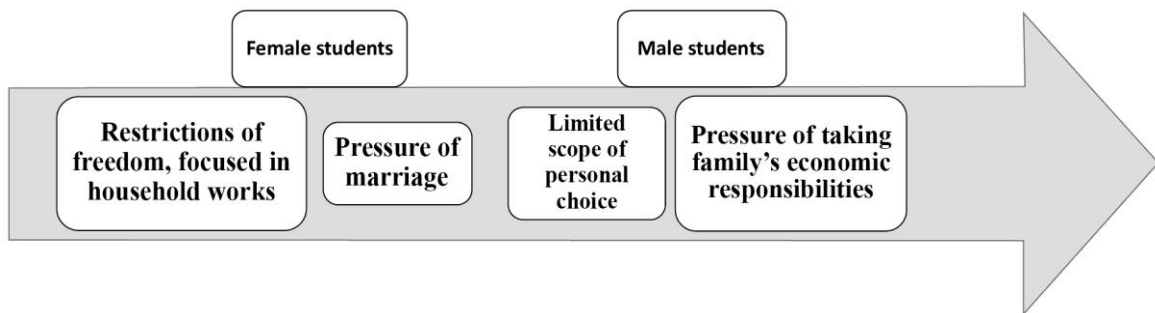 Female students
Male students
Restrictions of
freedom, focused in
household works
Pressure of
marriage
Limited
scope of
personal
choice
Pressure of taking
family's economic
responsibilities